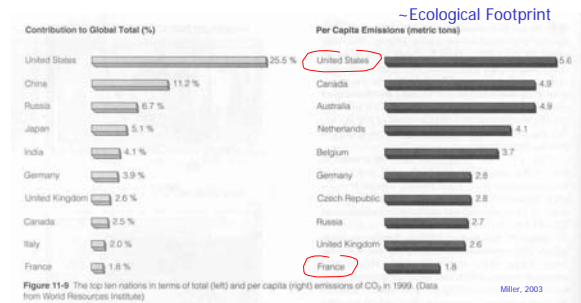 ~Ecological Footprint
Contribution to Global Total (%)
United States 25.5 %
China 11.2 %
Russia 6.7 %
Japan 5.1 %
India 4.1 %
Germany 3.9 %
United Kingdom 2.6 %
Canada 2.5 %
Italy 2.0 %
France 1.8 %
Per Capita Emissions (metric tons)
United States 5.6
Canada 4.9
Australia 4.9
Netherlands 4.1
Belgium 3.7
Germany 2.8
Czech Republic 2.8
Russia 2.7
United Kingdom 2.6
France 1.8
Figure 11-9 The top ten nations in terms of total (left) and per capita (right) emissions of CO₂ in 1999. (Data
from World Resources Institute)
Miller, 2003